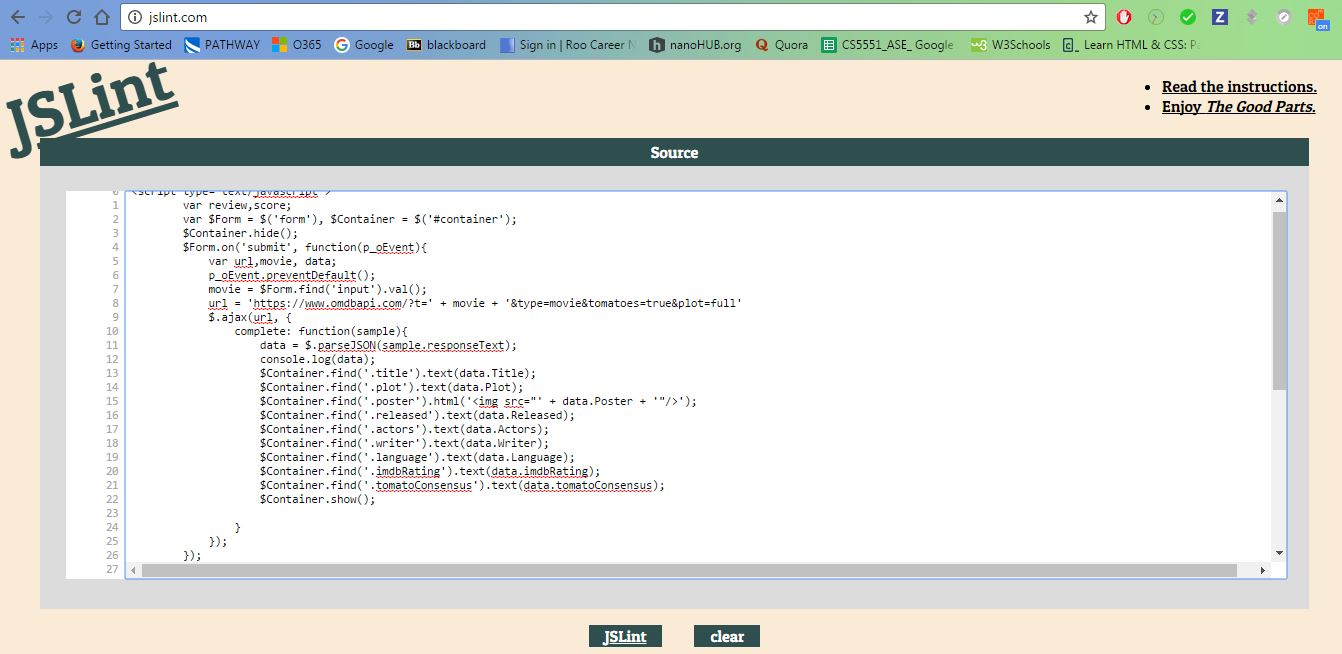 jslint.com
Apps Getting Started PATHWAY O365 Google Bb blackboard Sign in | Roo Career N nanoHUB.org Quora CS5551_ASE_ Google W3Schools Learn HTML & CSS: Pa
on
JSLint
Read the instructions.
Enjoy The Good Parts.
Source
0 <script type="text/javascript">
1 var review,score;
2 var $Form = $('form'), $Container = $('#container');
3 $Container.hide();
4 $Form.on('submit', function(p_oEvent){
5 var url,movie, data;
6 p_oEvent.preventDefault();
7 movie = $Form.find('input').val();
8 url = 'https://www.omdbapi.com/?t=' + movie + '&type=movie&tomatoes=true&plot=full'
9 $.ajax(url, {
10 complete: function(sample){
11 data = $.parseJSON(sample.responseText);
12 console.log(data);
13 $Container.find('.title').text(data.Title);
14 $Container.find('.plot').text(data.Plot);
15 $Container.find('.poster').html('<img src="' + data.Poster + '"/>');
16 $Container.find('.released').text(data.Released);
17 $Container.find('.actors').text(data.Actors);
18 $Container.find('.writer').text(data.Writer);
19 $Container.find('.language').text(data.Language);
20 $Container.find('.imdbRating').text(data.imdbRating);
21 $Container.find('.tomatoConsensus').text(data.tomatoConsensus);
22 $Container.show();
23
24 }
25 });
26 });
27
JSLint clear